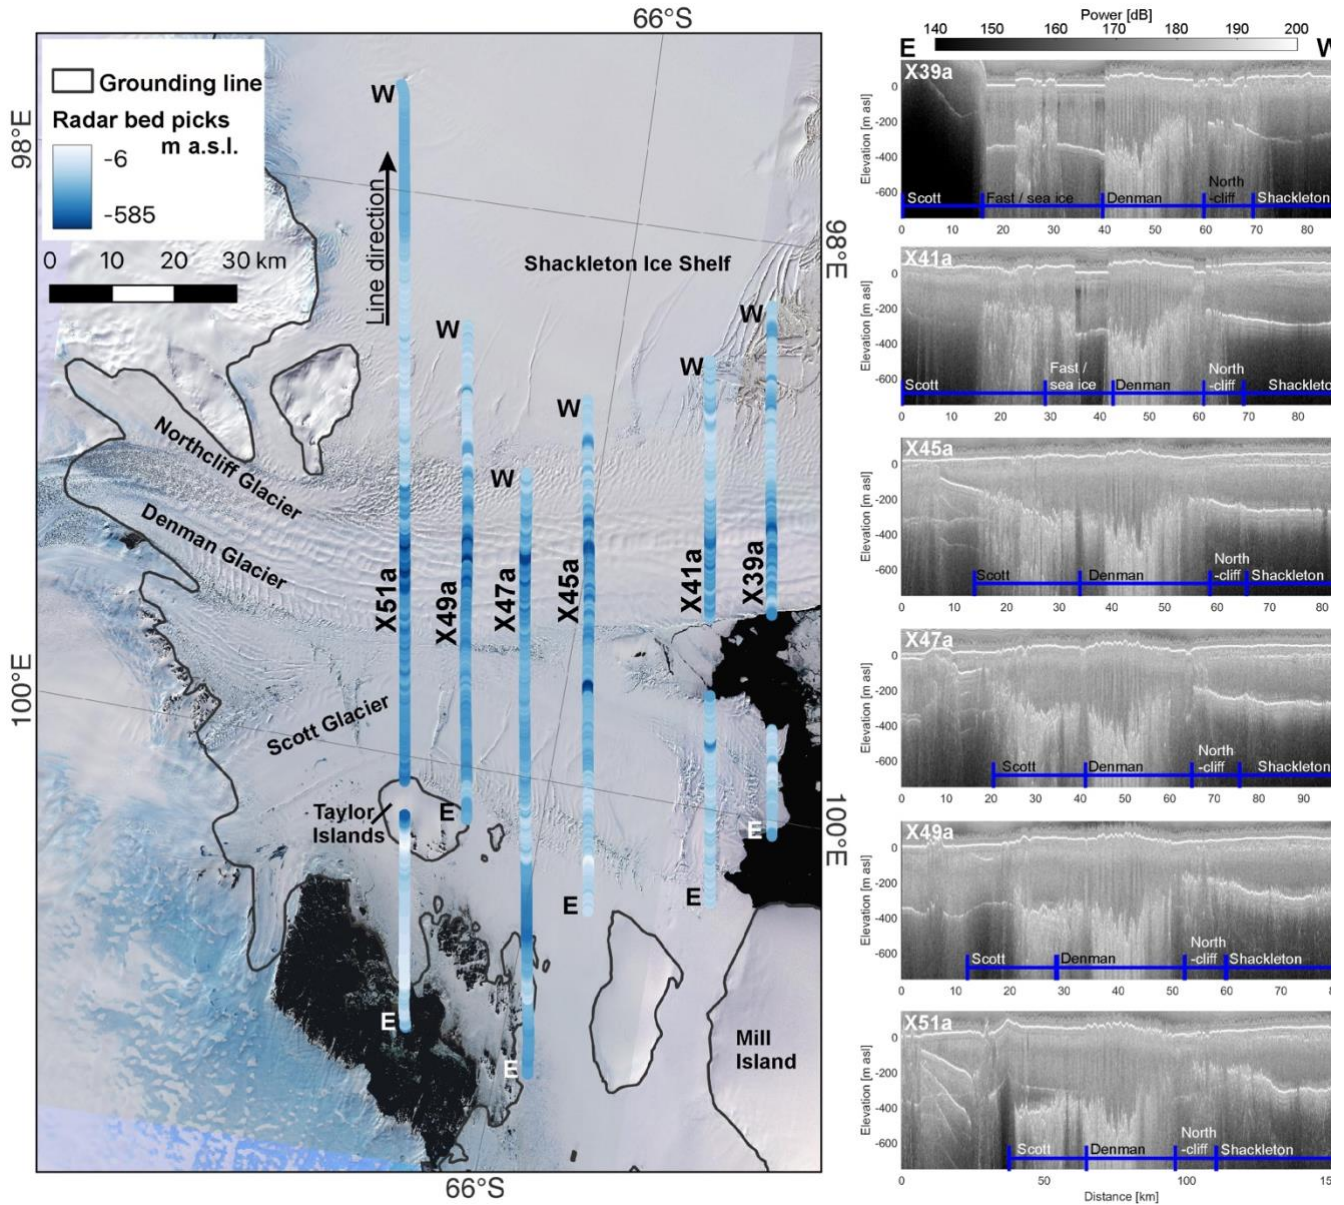 66°S
Grounding line
Radar bed picks
m a.s.l.
-6
-585
0 10 20 30 km
98°E
W
Line direction
Shackleton Ice Shelf
98°E
W
W
W
W
W
Northcliff Glacier
Denman Glacier
X51a
X49a
X47a
X45a
X41a
X39a
100°E
Scott Glacier
Taylor
Islands
E
E
E
E
E
E
100°E
Mill
Island
66°S
Power [dB]
140 150 160 170 180 190 200
E W
X39a
Elevation [m asl]
0
-200
-400
-600
Scott Fast / sea ice Denman North
-cliff Shackleton
0 10 20 30 40 50 60 70 80
X41a
Elevation [m asl]
0
-200
-400
-600
Scott Fast /
sea ice Denman North
-cliff Shackleto
0 10 20 30 40 50 60 70 80
X45a
Elevation [m asl]
0
-200
-400
-600
Scott Denman North
-cliff Shackleton
0 10 20 30 40 50 60 70 80
X47a
Elevation [m asl]
0
-200
-400
-600
Scott Denman North
-cliff Shackleton
0 10 20 30 40 50 60 70 80 90
X49a
Elevation [m asl]
0
-200
-400
-600
Scott Denman North
-cliff Shackleton
0 10 20 30 40 50 60 70 80
X51a
Elevation [m asl]
0
-200
-400
-600
Scott Denman North
-cliff Shackleton
0 50 100 15
Distance [km]